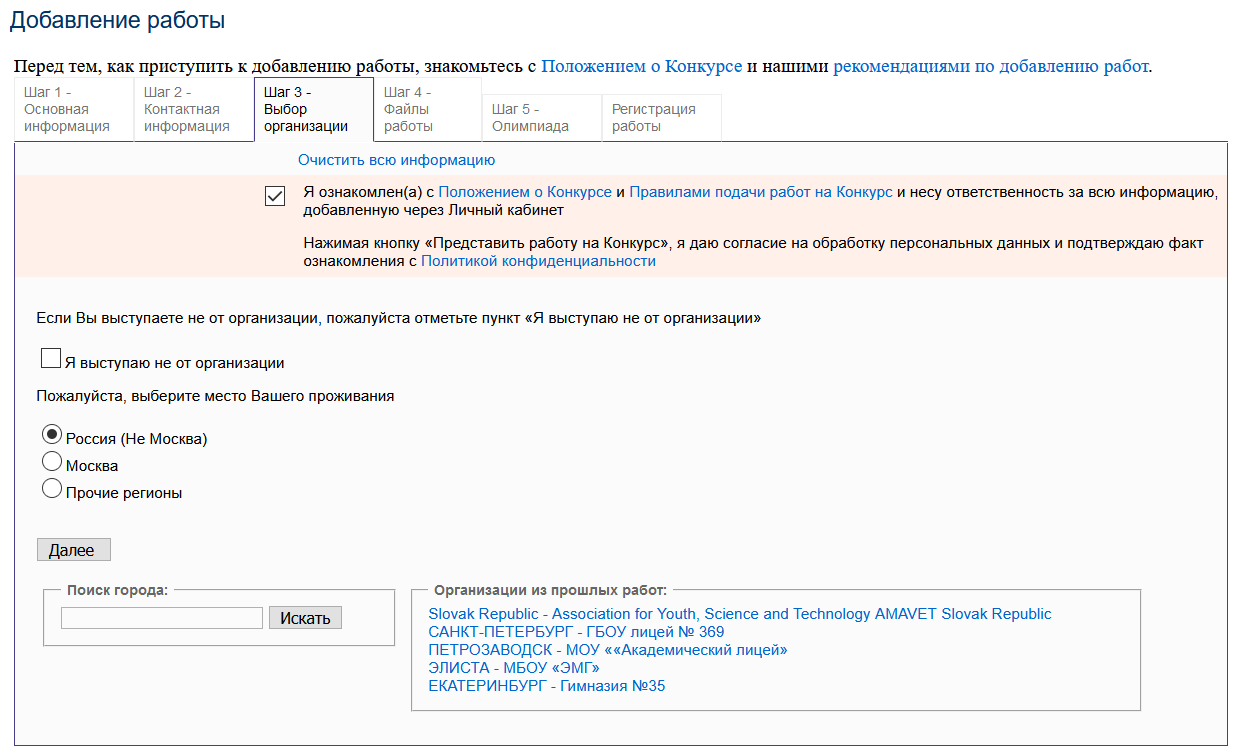 Добавление работы
Перед тем, как приступить к добавлению работы, знакомьтесь с Положением о Конкурсе и нашими рекомендациями по добавлению работ.
Шаг 1 -
Основная
информация
Шаг 2 -
Контактная
информация
Шаг 3 -
Выбор
организации
Шаг 4 -
Файлы
работы
Шаг 5 -
Олимпиада
Регистрация
работы
Очистить всю информацию
Я ознакомлен(а) с Положением о Конкурсе и Правилами подачи работ на Конкурс и несу ответственность за всю информацию,
добавленную через Личный кабинет
Нажимая кнопку «Представить работу на Конкурс», я даю согласие на обработку персональных данных и подтверждаю факт
ознакомления с Политикой конфиденциальности
Если Вы выступаете не от организации, пожалуйста отметьте пункт «Я выступаю не от организации»
Я выступаю не от организации
Пожалуйста, выберите место Вашего проживания
Россия (Не Москва)
Москва
Прочие регионы
Далее
Поиск города:
Искать
Организации из прошлых работ:
Slovak Republic - Association for Youth, Science and Technology AMAVET Slovak Republic
САНКТ-ПЕТЕРБУРГ - ГБОУ лицей № 369
ПЕТРОЗАВОДСК - МОУ ««Академический лицей»
ЭЛИСТА - МБОУ «ЭМГ»
ЕКАТЕРИНБУРГ - Гимназия №35